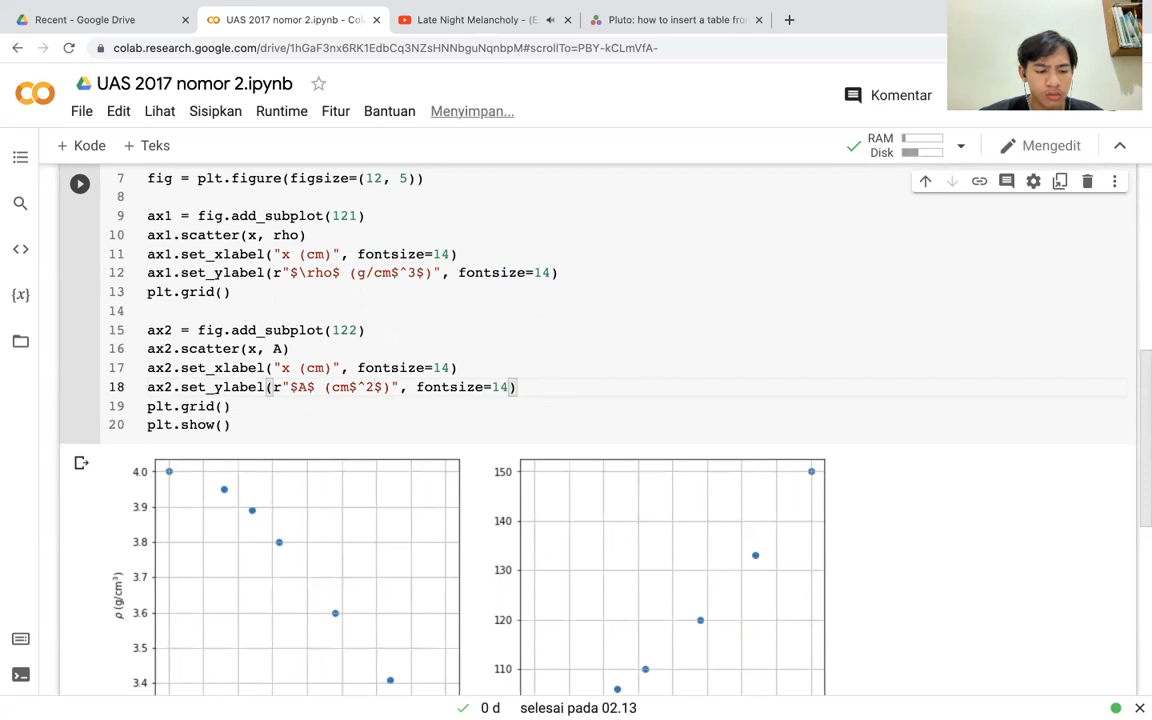 Recent - Google Drive
UAS 2017 nomor 2.ipynb - Col
Late Night Melancholy - (E
Pluto: how to insert a table fro
colab.research.google.com/drive/1hGaF3nx6RK1EdbCq3NZsHNNbguNqnbpM#scrollTo=PBY-kCLmVfA-
UAS 2017 nomor 2.ipynb
Komentar
File Edit Lihat Sisipkan Runtime Fitur Bantuan Menyimpan...
+ Kode + Teks
RAM
Disk
Mengedit
7 fig = plt.figure(figsize=(12, 5))
8
9 ax1 = fig.add_subplot(121)
10 ax1.scatter(x, rho)
11 ax1.set_xlabel("x (cm)", fontsize=14)
12 ax1.set_ylabel(r"$\rho$ (g/cm$^3$)", fontsize=14)
13 plt.grid()
14
15 ax2 = fig.add_subplot(122)
16 ax2.scatter(x, A)
17 ax2.set_xlabel("x (cm)", fontsize=14)
18 ax2.set_ylabel(r"$A$ (cm$^2$)", fontsize=14)
19 plt.grid()
20 plt.show()
{x}
4.0
3.9
3.8
3.7
3.6
3.5
3.4
ρ (g/cm³)
150
140
130
120
110
0 d selesai pada 02.13